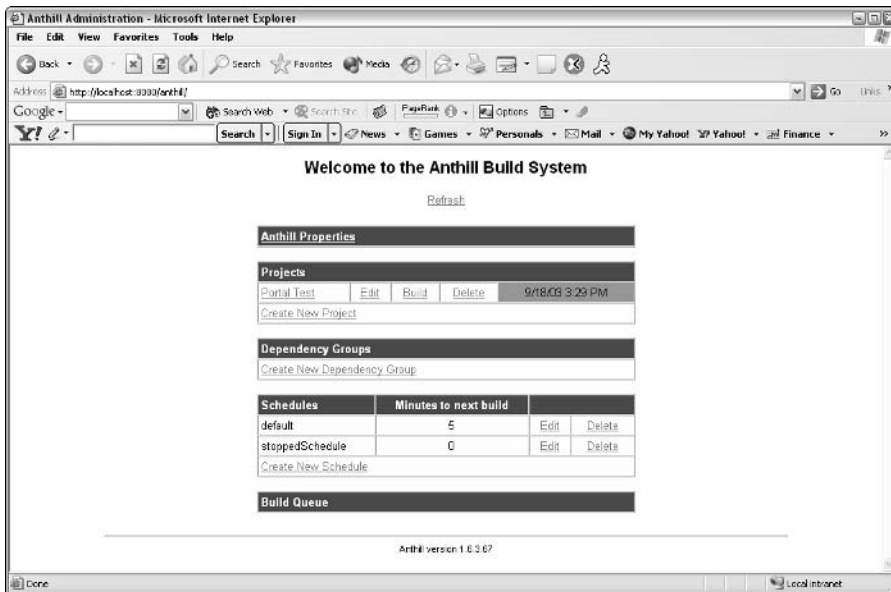 Anthill Administration - Microsoft Internet Explorer
File Edit View Favorites Tools Help
Back Search Favorites Media
Address http://localhost:8080/anthill/ Go Links
Google Search Web Search Site PageRank Options
Y! Search Sign In News Games Personals Mail My Yahoo! Yahoo! Finance
Welcome to the Anthill Build System
Refresh
Anthill Properties
Projects
Portal Test Edit Build Delete 9/18/03 3:29 PM
Create New Project
Dependency Groups
Create New Dependency Group
Schedules Minutes to next build
default 5 Edit Delete
stoppedSchedule 0 Edit Delete
Create New Schedule
Build Queue
Anthill version 1.6.3.67
Done Local intranet